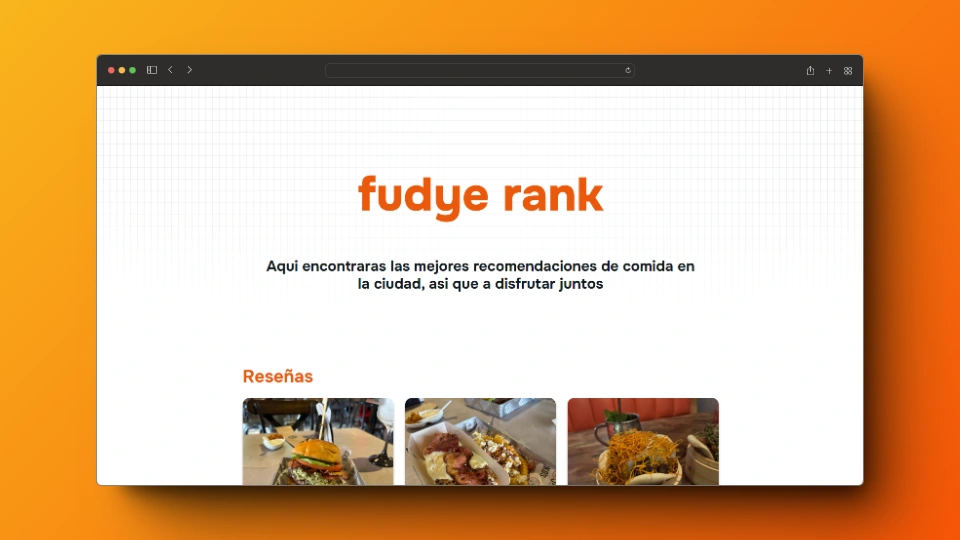 fudye rank
Aqui encontraras las mejores recomendaciones de comida en
la ciudad, asi que a disfrutar juntos
Reseñas